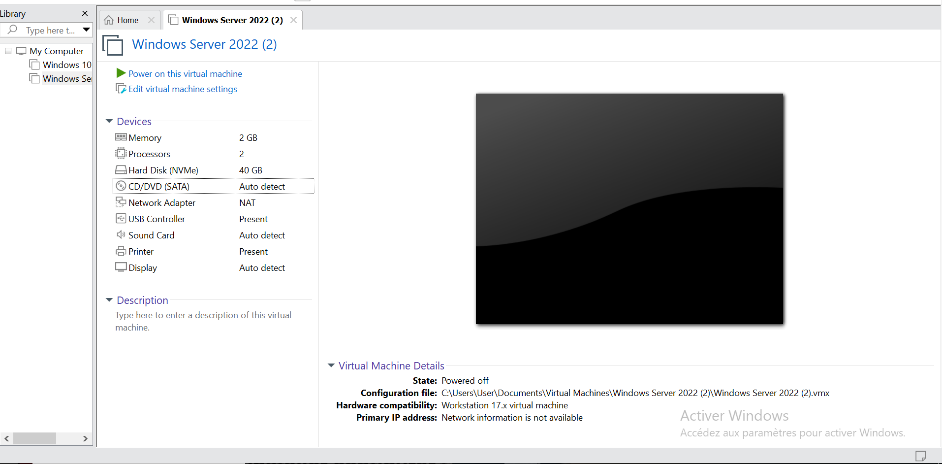 Library
Type here t...
My Computer
Windows 10
Windows Se
Home
Windows Server 2022 (2)
Windows Server 2022 (2)
Power on this virtual machine
Edit virtual machine settings
Devices
Memory 2 GB
Processors 2
Hard Disk (NVMe) 40 GB
CD/DVD (SATA) Auto detect
Network Adapter NAT
USB Controller Present
Sound Card Auto detect
Printer Present
Display Auto detect
Description
Type here to enter a description of this virtual
machine.
Virtual Machine Details
State: Powered off
Configuration file: C:\Users\User\Documents\Virtual Machines\Windows Server 2022 (2)\Windows Server 2022 (2).vmx
Hardware compatibility: Workstation 17.x virtual machine
Primary IP address: Network information is not available
Activer Windows
Accédez aux paramètres pour activer Windows.